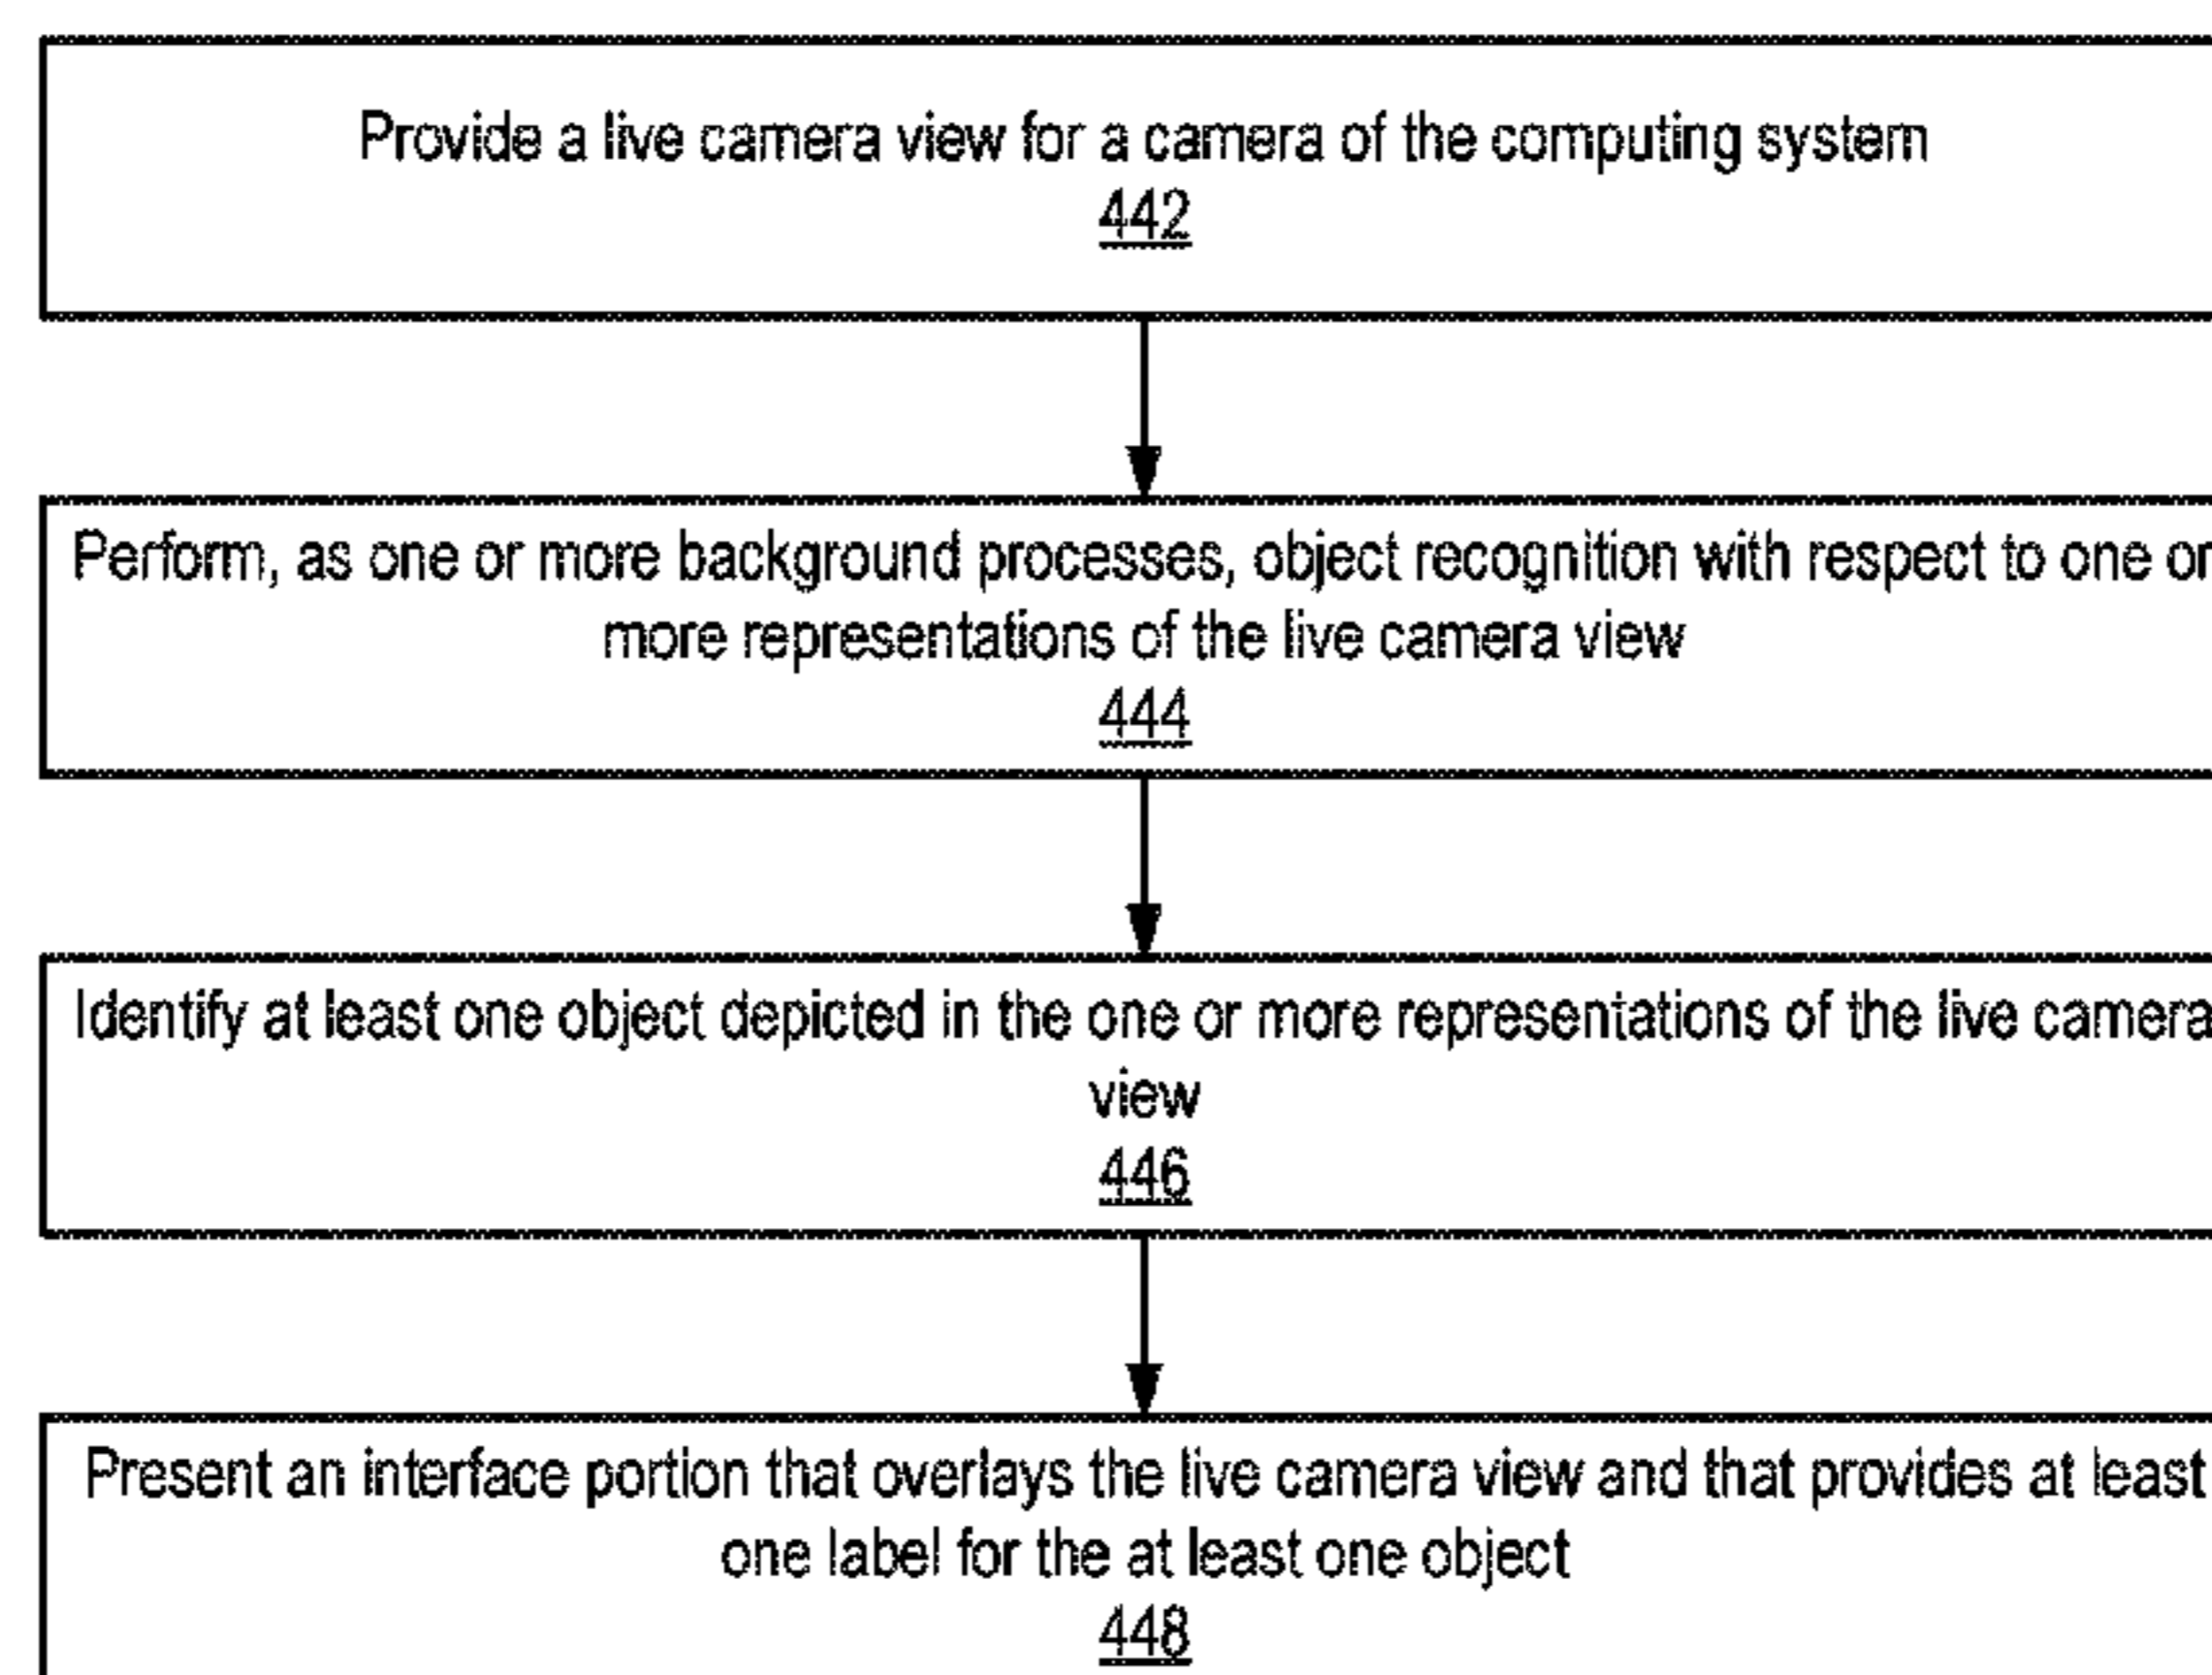 Provide a live camera view for a camera of the computing system
442
Perform, as one or more background processes, object recognition with respect to one or
more representations of the live camera view
444
Identify at least one object depicted in the one or more representations of the live camera
view
446
Present an interface portion that overlays the live camera view and that provides at least
one label for the at least one object
448